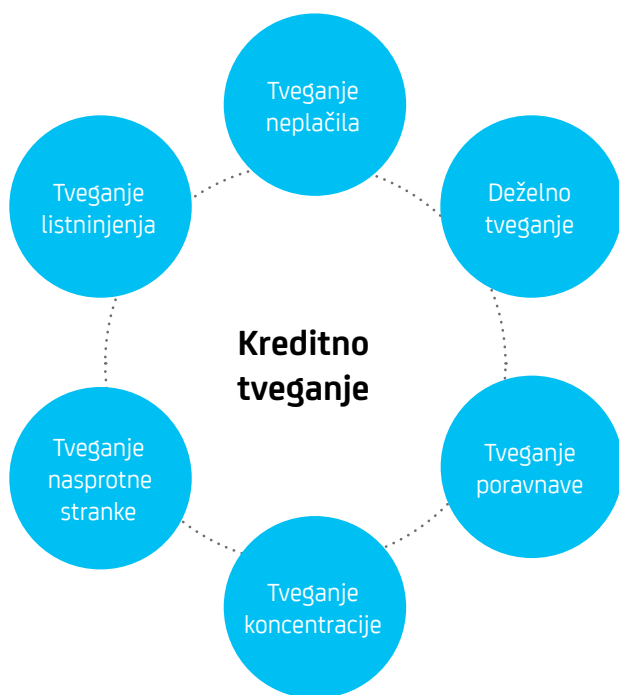 Tveganje
neplačila
Tveganje
listninjenja
Deželno
tveganje
Kreditno
tveganje
Tveganje
nasprotne
stranke
Tveganje
poravnave
Tveganje
koncentracije